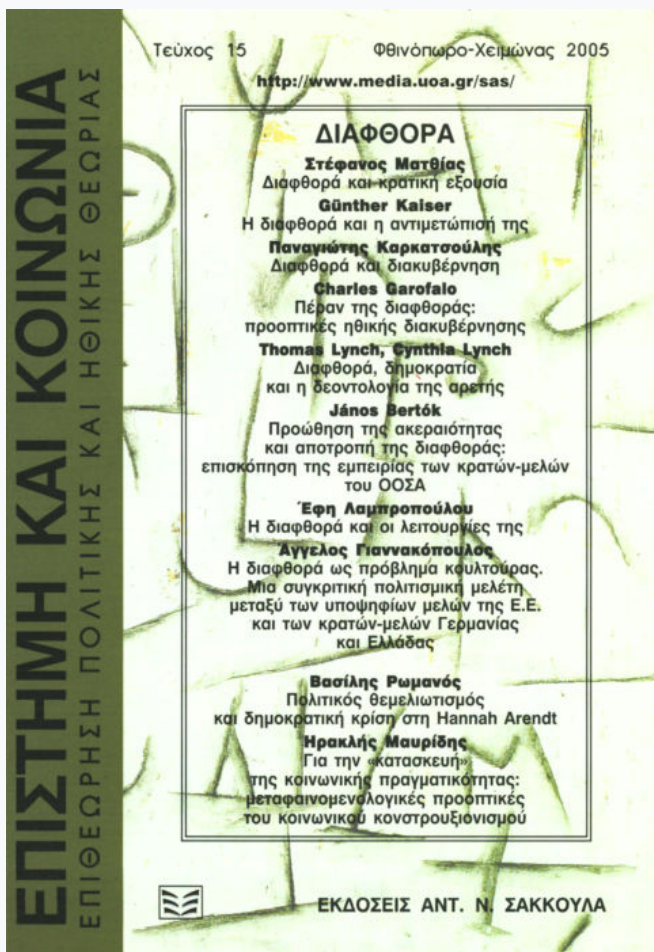 ΕΠΙΣΤΗΜΗ ΚΑΙ ΚΟΙΝΩΝΙΑ
ΕΠΙΘΕΩΡΗΣΗ ΠΟΛΙΤΙΚΗΣ ΚΑΙ ΗΘΙΚΗΣ ΘΕΩΡΙΑΣ
Τεύχος 15
Φθινόπωρο-Χειμώνας 2005
http://www.media.uoa.gr/sas/
ΔΙΑΦΘΟΡΑ
Στέφανος Ματθίας
Διαφθορά και κρατική εξουσία
Günther Kaiser
Η διαφθορά και η αντιμετώπισή της
Παναγιώτης Καρκατσούλης
Διαφθορά και διακυβέρνηση
Charles Garofalo
Πέραν της διαφθοράς:
προοπτικές ηθικής διακυβέρνησης
Thomas Lynch, Cynthia Lynch
Διαφθορά, δημοκρατία
και η δεοντολογία της αρετής
János Bertók
Προώθηση της ακεραιότητας
και αποτροπή της διαφθοράς:
επισκόπηση της εμπειρίας των κρατών-μελών
του ΟΟΣΑ
Έφη Λαμπροπούλου
Η διαφθορά και οι λειτουργίες της
Άγγελος Γιαννακόπουλος
Η διαφθορά ως πρόβλημα κουλτούρας.
Μια συγκριτική πολιτισμική μελέτη
μεταξύ των υποψηφίων μελών της Ε.Ε.
και των κρατών-μελών Γερμανίας
και Ελλάδας
Βασίλης Ρωμανός
Πολιτικός θεμελιωτισμός
και δημοκρατική κρίση στη Hannah Arendt
Ηρακλής Μαυρίδης
Για την «κατασκευή»
της κοινωνικής πραγματικότητας:
μεταφαινομενολογικές προοπτικές
του κοινωνικού κονστρουξιονισμού
ΕΚΔΟΣΕΙΣ ΑΝΤ. Ν. ΣΑΚΚΟΥΛΑ